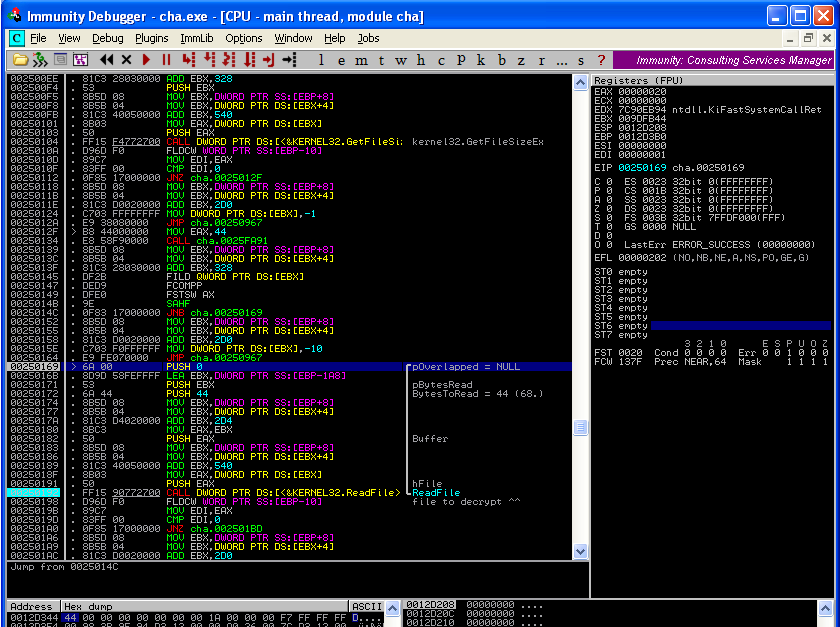 Immunity Debugger - cha.exe - [CPU - main thread, module cha]
C File View Debug Plugins ImmLib Options Window Help Jobs
l e m t w h c p k b z r ... s ? Immunity: Consulting Services Manager
002500EE . 81C3 28030000 ADD EBX,328
002500F4 . 53 PUSH EBX
002500F5 . 8B5D 08 MOV EBX,DWORD PTR SS:[EBP+8]
002500F8 . 8B5B 04 MOV EBX,DWORD PTR DS:[EBX+4]
002500FB . 81C3 40050000 ADD EBX,540
00250101 . 8B03 MOV EAX,DWORD PTR DS:[EBX]
00250103 . 50 PUSH EAX
00250104 . FF15 F4772700 CALL DWORD PTR DS:[<&KERNEL32.GetFileSi: kernel32.GetFileSizeEx
0025010A . D96D F0 FLDCW WORD PTR SS:[EBP-10]
0025010D . 89C7 MOV EDI,EAX
0025010F . 83FF 00 CMP EDI,0
00250112 . 0F85 17000000 JNZ cha.0025012F
00250118 . 8B5D 08 MOV EBX,DWORD PTR SS:[EBP+8]
0025011B . 8B5B 04 MOV EBX,DWORD PTR DS:[EBX+4]
0025011E . 81C3 D0020000 ADD EBX,2D0
00250124 . C703 FFFFFFFF MOV DWORD PTR DS:[EBX],-1
0025012A . E9 38080000 JMP cha.00250967
0025012F . B8 44000000 MOV EAX,44
00250134 . E8 58F90000 CALL cha.0025FA91
00250139 . 8B5D 08 MOV EBX,DWORD PTR SS:[EBP+8]
0025013C . 8B5B 04 MOV EBX,DWORD PTR DS:[EBX+4]
0025013F . 81C3 28030000 ADD EBX,328
00250145 . DF2B FILD QWORD PTR DS:[EBX]
00250147 . DED9 FCOMPP
00250149 . DFE0 FSTSW AX
0025014B . 9E SAHF
0025014C . 0F83 17000000 JNB cha.00250169
00250152 . 8B5D 08 MOV EBX,DWORD PTR SS:[EBP+8]
00250155 . 8B5B 04 MOV EBX,DWORD PTR DS:[EBX+4]
00250158 . 81C3 D0020000 ADD EBX,2D0
0025015E . C703 F0FFFFFF MOV DWORD PTR DS:[EBX],-10
00250164 . E9 FE070000 JMP cha.00250967
00250169 > 6A 00 PUSH 0 pOverlapped = NULL
0025016B . 8D9D 58FEFFFF LEA EBX,DWORD PTR SS:[EBP-1A8]
00250171 . 53 PUSH EBX pBytesRead
00250172 . 6A 44 PUSH 44 BytesToRead = 44 (68.)
00250174 . 8B5D 08 MOV EBX,DWORD PTR SS:[EBP+8]
00250177 . 8B5B 04 MOV EBX,DWORD PTR DS:[EBX+4]
0025017A . 81C3 D4020000 ADD EBX,2D4
00250180 . 8BC3 MOV EAX,EBX
00250182 . 50 PUSH EAX Buffer
00250183 . 8B5D 08 MOV EBX,DWORD PTR SS:[EBP+8]
00250186 . 8B5B 04 MOV EBX,DWORD PTR DS:[EBX+4]
00250189 . 81C3 40050000 ADD EBX,540
0025018F . 8B03 MOV EAX,DWORD PTR DS:[EBX]
00250191 . 50 PUSH EAX hFile
. FF15 90772700 CALL DWORD PTR DS:[<&KERNEL32.ReadFile> ReadFile
00250198 . D96D F0 FLDCW WORD PTR SS:[EBP-10] file to decrypt ^^
0025019B . 89C7 MOV EDI,EAX
0025019D . 83FF 00 CMP EDI,0
002501A0 . 0F85 17000000 JNZ cha.002501BD
002501A6 . 8B5D 08 MOV EBX,DWORD PTR SS:[EBP+8]
002501A9 . 8B5B 04 MOV EBX,DWORD PTR DS:[EBX+4]
002501AC . 81C3 D0020000 ADD EBX,2D0
Jump from 0025014C
Registers (FPU)
EAX 00000020
ECX 00000000
EDX 7C90EB94 ntdll.KiFastSystemCallRet
EBX 009DFB44
ESP 0012D208
EBP 0012D3B0
ESI 00000000
EDI 00000001
EIP 00250169 cha.00250169
C 0 ES 0023 32bit 0(FFFFFFFF)
P 0 CS 001B 32bit 0(FFFFFFFF)
A 0 SS 0023 32bit 0(FFFFFFFF)
Z 0 DS 0023 32bit 0(FFFFFFFF)
S 0 FS 003B 32bit 7FFDF000(FFF)
T 0 GS 0000 NULL
D 0
O 0 LastErr ERROR_SUCCESS (00000000)
EFL 00000202 (NO,NB,NE,A,NS,PO,GE,G)
ST0 empty
ST1 empty
ST2 empty
ST3 empty
ST4 empty
ST5 empty
ST6 empty
ST7 empty
3 2 1 0 E S P U O Z
FST 0020 Cond 0 0 0 0 Err 0 0 1 0 0 0
FCW 137F Prec NEAR,64 Mask 1 1 1 1
Address Hex dump ASCII
0012D344 44 00 00 00 00 00 00 00 1A 00 06 00 F7 FF FF FF D....
0012D208 00000000 ....
0012D20C 00000000 ....
0012D210 00000000 ....